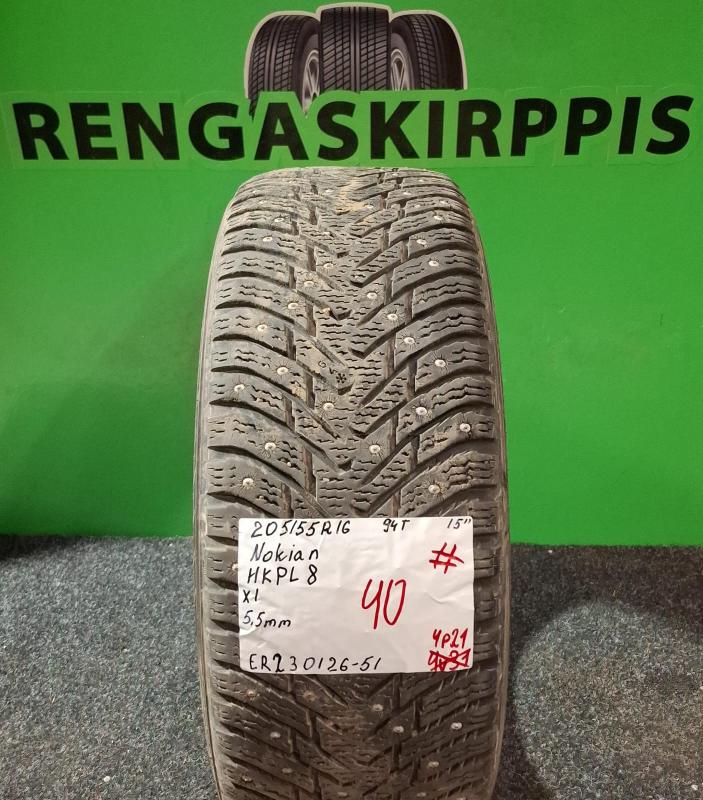 RENGASKIRPPIS
205/55R16 94T 15"
Nokian #
HKPL 8
X1 40
5,5mm
4P21
ER230126-51